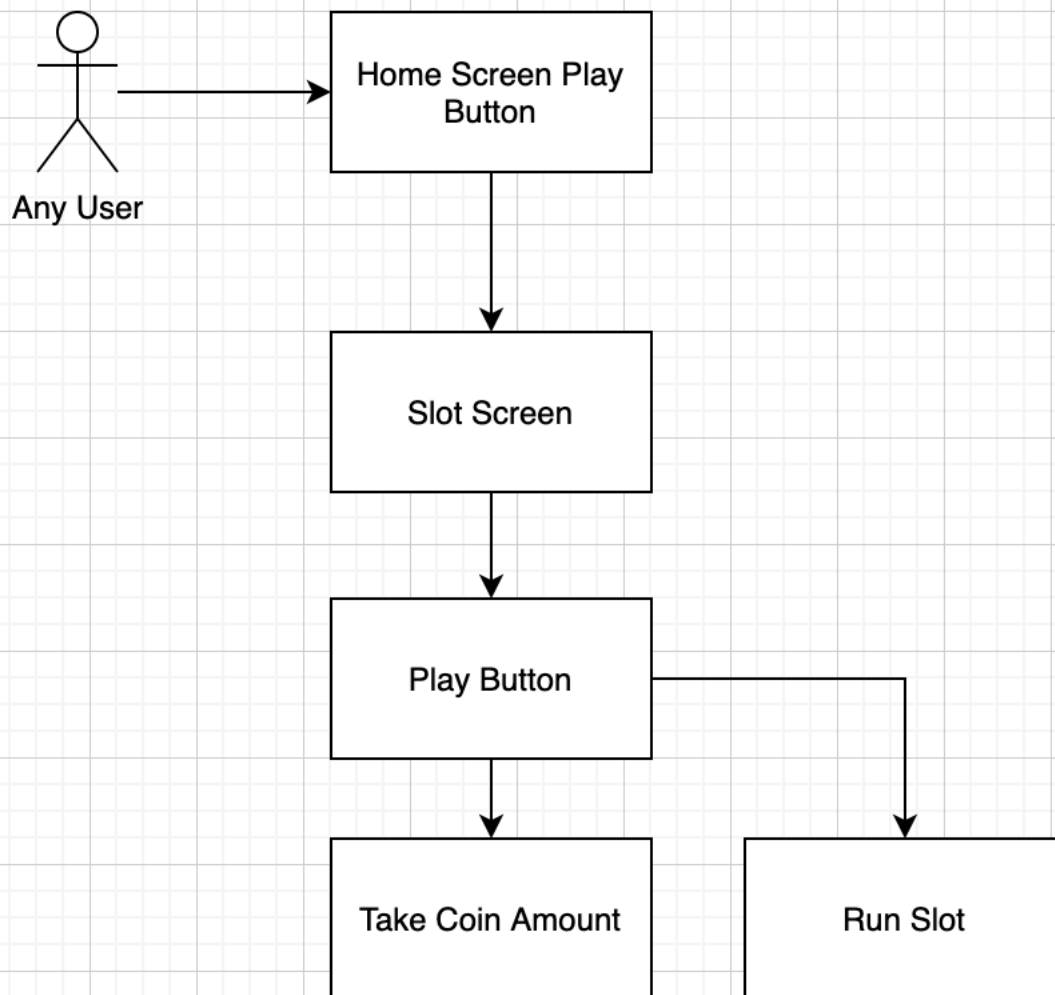 Home Screen Play
Button
Any User
Slot Screen
Play Button
Take Coin Amount
Run Slot